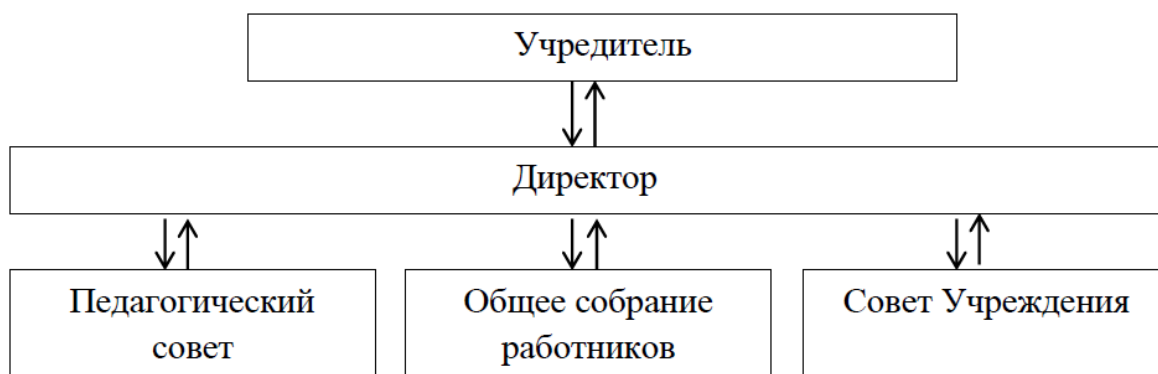 Учредитель
Директор
Педагогический
совет
Общее собрание
работников
Совет Учреждения